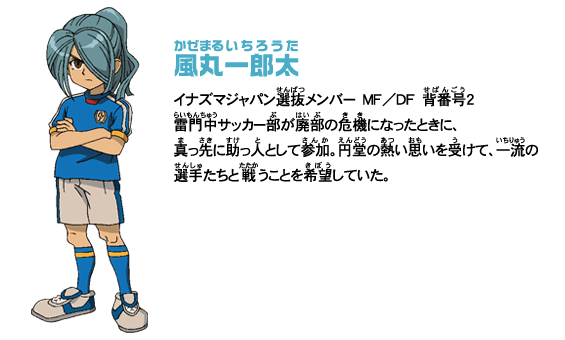 かぜまるいちろうた
風丸一郎太
イナズマジャパン選抜メンバー MF／DF 背番号2
雷門中サッカー部が廃部の危機になったときに、
真っ先に助っ人として参加。円堂の熱い思いを受けて、一流の
選手たちと戦うことを希望していた。